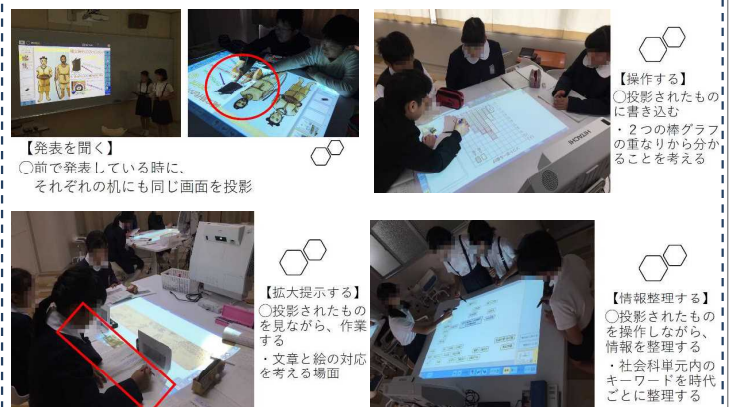 【発表を聞く】
○前で発表している時に、
それぞれの机にも同じ画面を投影
【操作する】
○投影されたもの
に書き込む
・２つの棒グラフ
の重なりから分か
ることを考える
HITACHI
【拡大提示する】
○投影されたもの
を見ながら、作業
する
・文章と絵の対応
を考える場面
【情報整理する】
○投影されたもの
を操作しながら、
情報を整理する
・社会科単元内の
キーワードを時代
ごとに整理する